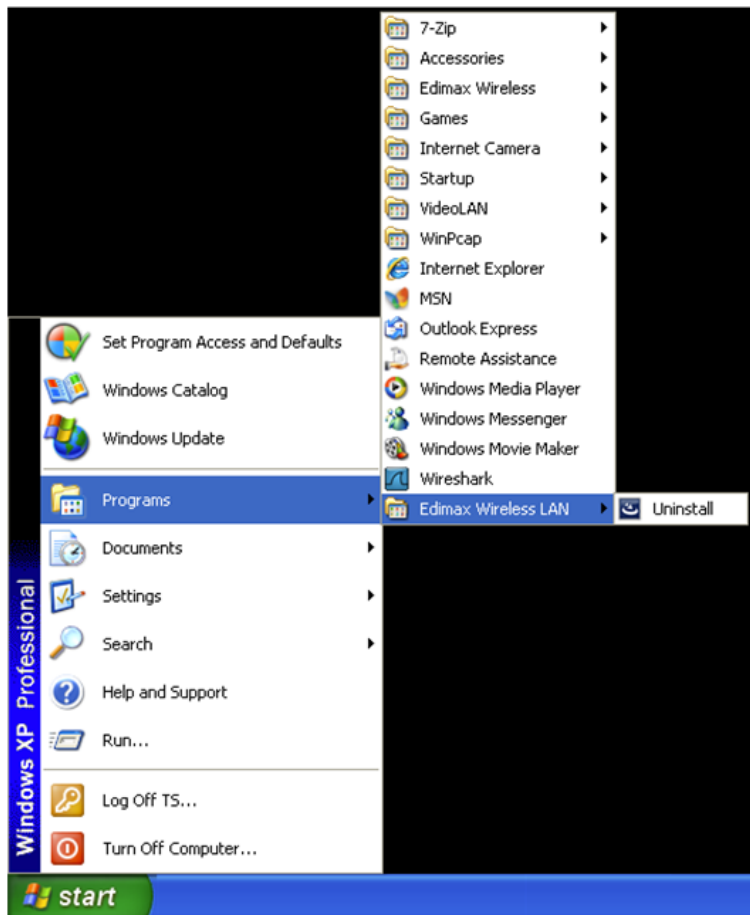 7-Zip
Accessories
Edimax Wireless
Games
Internet Camera
Startup
VideoLAN
WinPcap
Internet Explorer
MSN
Outlook Express
Remote Assistance
Windows Media Player
Windows Messenger
Windows Movie Maker
Wireshark
Edimax Wireless LAN
Uninstall
Set Program Access and Defaults
Windows Catalog
Windows Update
Programs
Documents
Settings
Search
Help and Support
Run...
Log Off TS...
Turn Off Computer...
Windows XP Professional
start